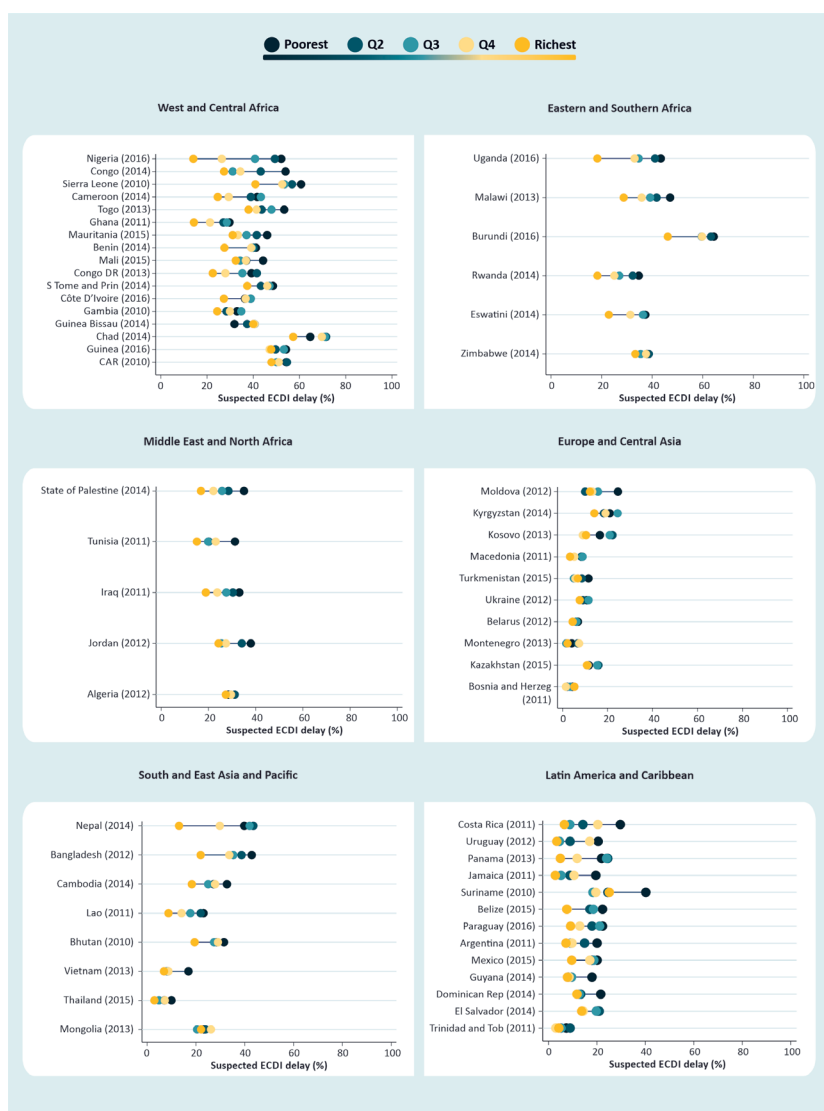 Poorest Q2 Q3 Q4 Richest
West and Central Africa
Nigeria (2016)
Congo (2014)
Sierra Leone (2010)
Cameroon (2014)
Togo (2013)
Ghana (2011)
Mauritania (2015)
Benin (2014)
Mali (2015)
Congo DR (2013)
S Tome and Prin (2014)
Côte D’Ivoire (2016)
Gambia (2010)
Guinea Bissau (2014)
Chad (2014)
Guinea (2016)
CAR (2010)
0 20 40 60 80 100
Suspected ECDI delay (%)
Eastern and Southern Africa
Uganda (2016)
Malawi (2013)
Burundi (2016)
Rwanda (2014)
Eswatini (2014)
Zimbabwe (2014)
0 20 40 60 80 100
Suspected ECDI delay (%)
Middle East and North Africa
State of Palestine (2014)
Tunisia (2011)
Iraq (2011)
Jordan (2012)
Algeria (2012)
0 20 40 60 80 100
Suspected ECDI delay (%)
Europe and Central Asia
Moldova (2012)
Kyrgyzstan (2014)
Kosovo (2013)
Macedonia (2011)
Turkmenistan (2015)
Ukraine (2012)
Belarus (2012)
Montenegro (2013)
Kazakhstan (2015)
Bosnia and Herzeg
(2011)
0 20 40 60 80 100
Suspected ECDI delay (%)
South and East Asia and Pacific
Nepal (2014)
Bangladesh (2012)
Cambodia (2014)
Lao (2011)
Bhutan (2010)
Vietnam (2013)
Thailand (2015)
Mongolia (2013)
0 20 40 60 80 100
Suspected ECDI delay (%)
Latin America and Caribbean
Costa Rica (2011)
Uruguay (2012)
Panama (2013)
Jamaica (2011)
Suriname (2010)
Belize (2015)
Paraguay (2016)
Argentina (2011)
Mexico (2015)
Guyana (2014)
Dominican Rep (2014)
El Salvador (2014)
Trinidad and Tob (2011)
0 20 40 60 80 100
Suspected ECDI delay (%)